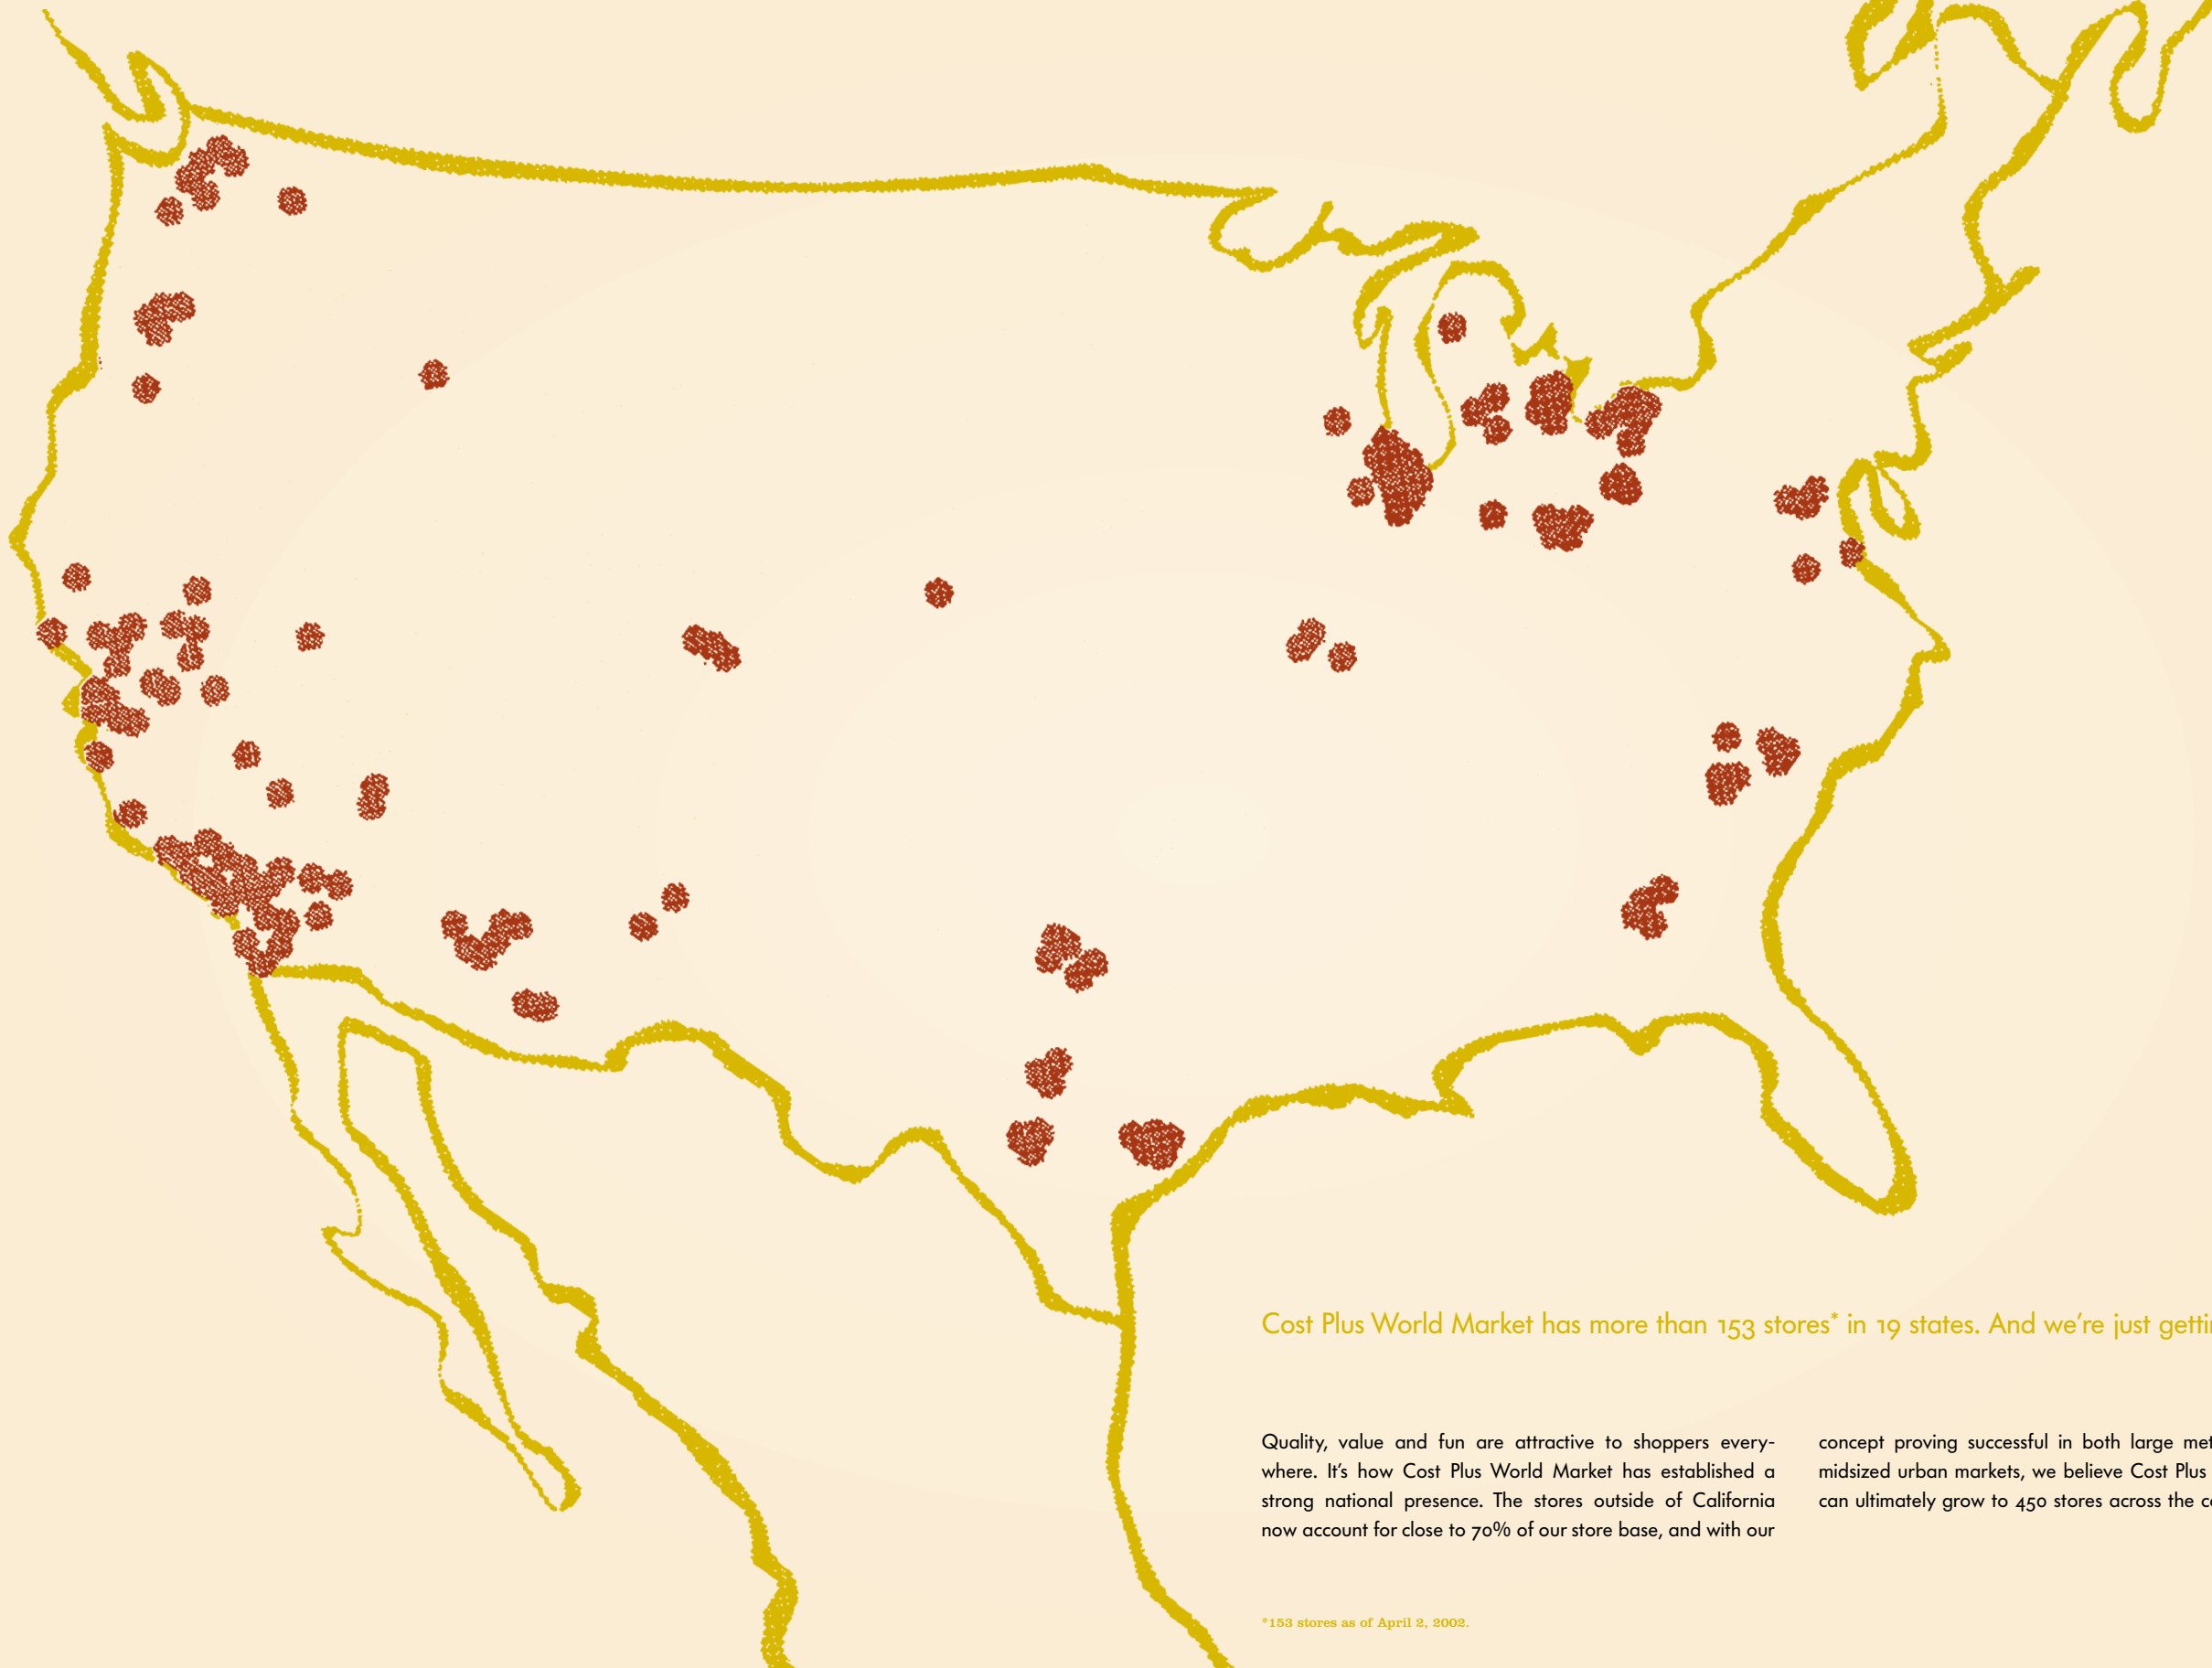 Cost Plus World Market has more than 153 stores* in 19 states. And we're just
Quality, value and fun are attractive to shoppers every-
where. It's how Cost Plus World Market has established a
strong national presence. The stores outside of California
now account for close to 70% of our store base, and with our
concept proving successful in both large
midsized urban markets, we believe Cost Plus
can ultimately grow to 450 stores across the
*153 stores as of April 2, 2002.